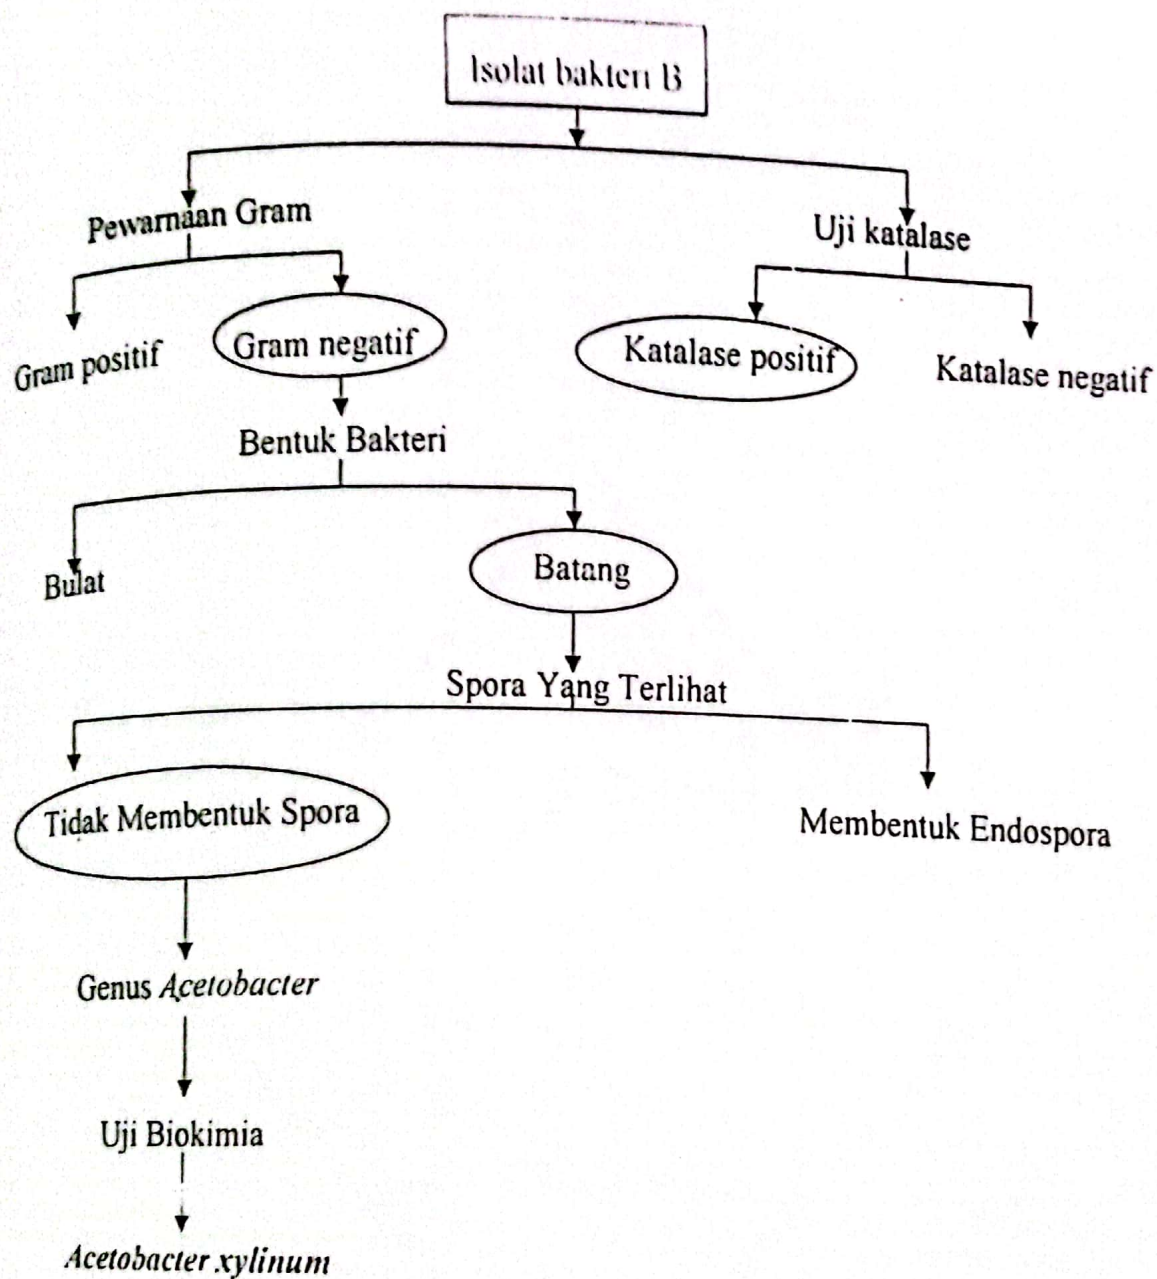 Isolat bakteri B
Pewarnaan Gram
Uji katalase
Gram positif
Gram negatif
Katalase positif
Katalase negatif
Bentuk Bakteri
Bulat
Batang
Spora Yang Terlihat
Tidak Membentuk Spora
Membentuk Endospora
Genus Acetobacter
Uji Biokimia
Acetobacter xylinum